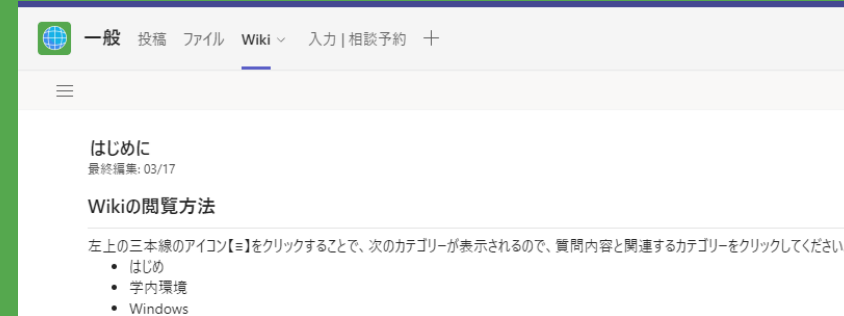 一般 投稿 ファイル Wiki 入力 | 相談予約
はじめに
最終編集: 03/17
Wikiの閲覧方法
左上の三本線のアイコン【≡】をクリックすることで、次のカテゴリーが表示されるので、質問内容と関連するカテゴリーをクリックしてください
• はじめ
• 学内環境
• Windows